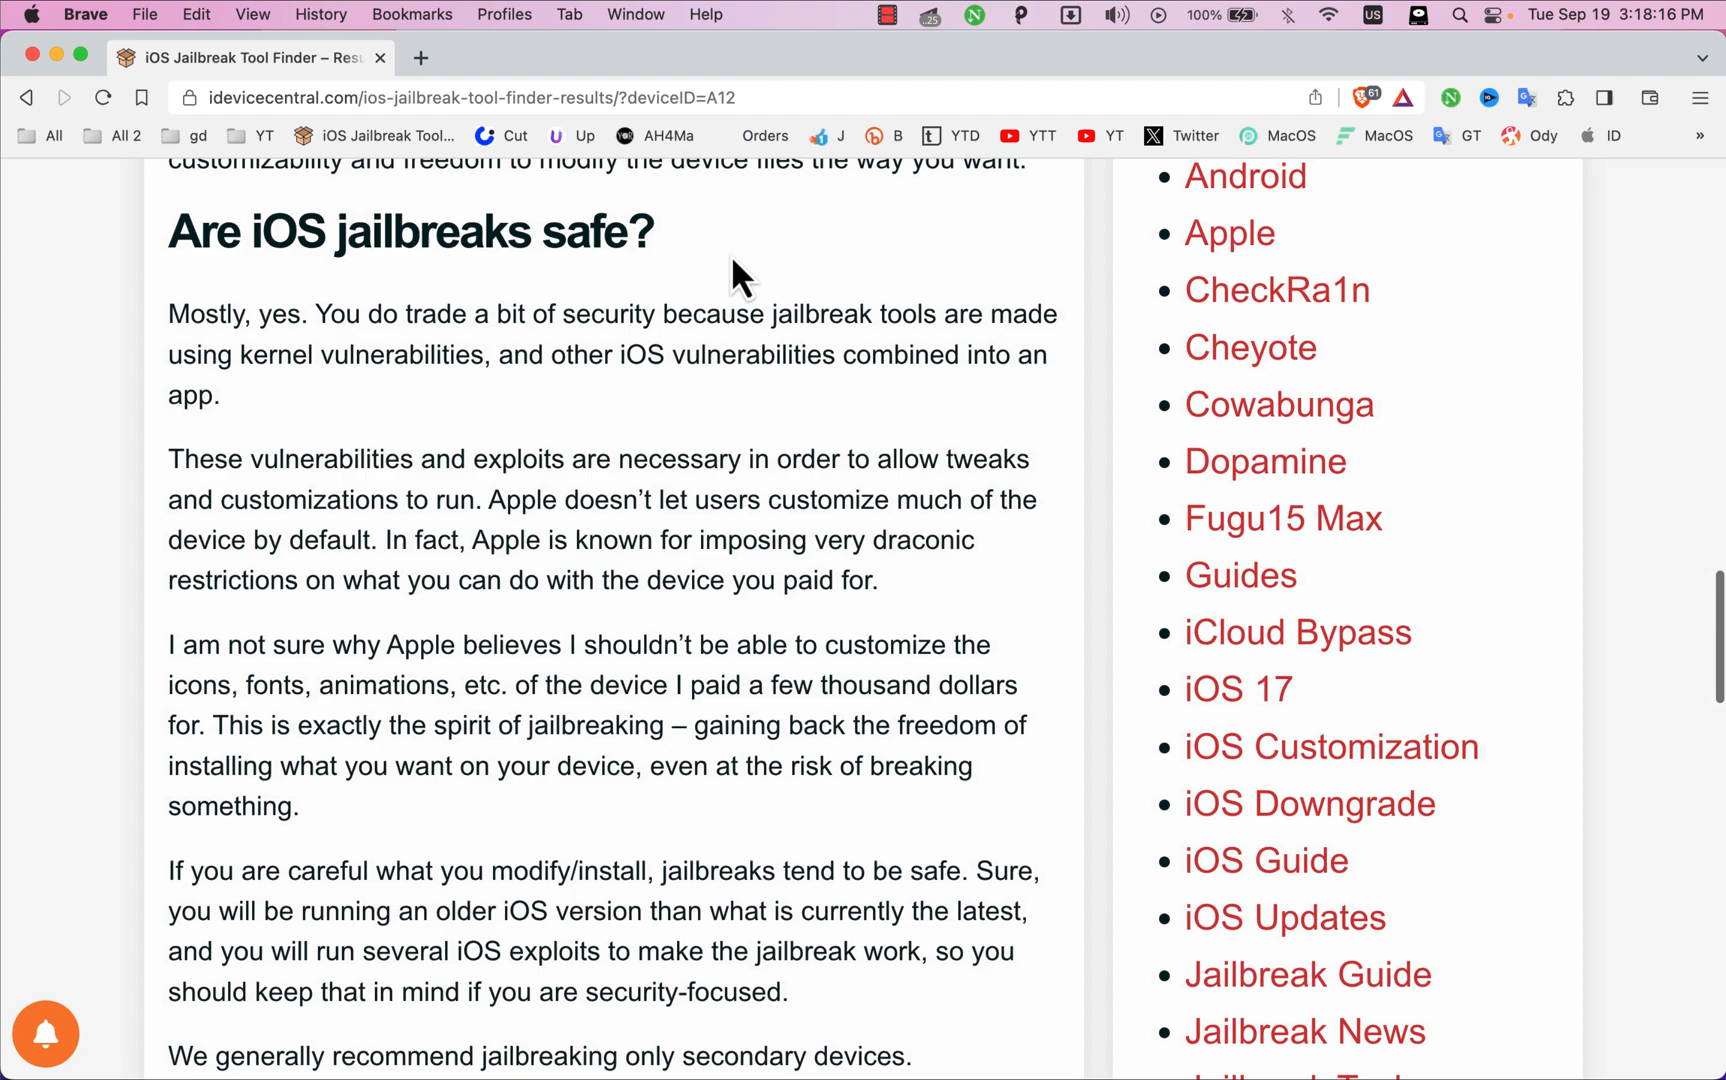 Brave File Edit View History Bookmarks Profiles Tab Window Help .25 N 100% US Tue Sep 19 3:18:16 PM
iOS Jailbreak Tool Finder – Resu
idevicecentral.com/ios-jailbreak-tool-finder-results/?deviceID=A12 61
All All 2 gd YT iOS Jailbreak Tool... Cut Up AH4Ma Orders J B YTD YTT YT Twitter MacOS MacOS GT Ody ID »
customizability and freedom to modify the device files the way you want.
Are iOS jailbreaks safe?
Mostly, yes. You do trade a bit of security because jailbreak tools are made
using kernel vulnerabilities, and other iOS vulnerabilities combined into an
app.
These vulnerabilities and exploits are necessary in order to allow tweaks
and customizations to run. Apple doesn’t let users customize much of the
device by default. In fact, Apple is known for imposing very draconic
restrictions on what you can do with the device you paid for.
I am not sure why Apple believes I shouldn’t be able to customize the
icons, fonts, animations, etc. of the device I paid a few thousand dollars
for. This is exactly the spirit of jailbreaking – gaining back the freedom of
installing what you want on your device, even at the risk of breaking
something.
If you are careful what you modify/install, jailbreaks tend to be safe. Sure,
you will be running an older iOS version than what is currently the latest,
and you will run several iOS exploits to make the jailbreak work, so you
should keep that in mind if you are security-focused.
We generally recommend jailbreaking only secondary devices.
Android
Apple
CheckRa1n
Cheyote
Cowabunga
Dopamine
Fugu15 Max
Guides
iCloud Bypass
iOS 17
iOS Customization
iOS Downgrade
iOS Guide
iOS Updates
Jailbreak Guide
Jailbreak News